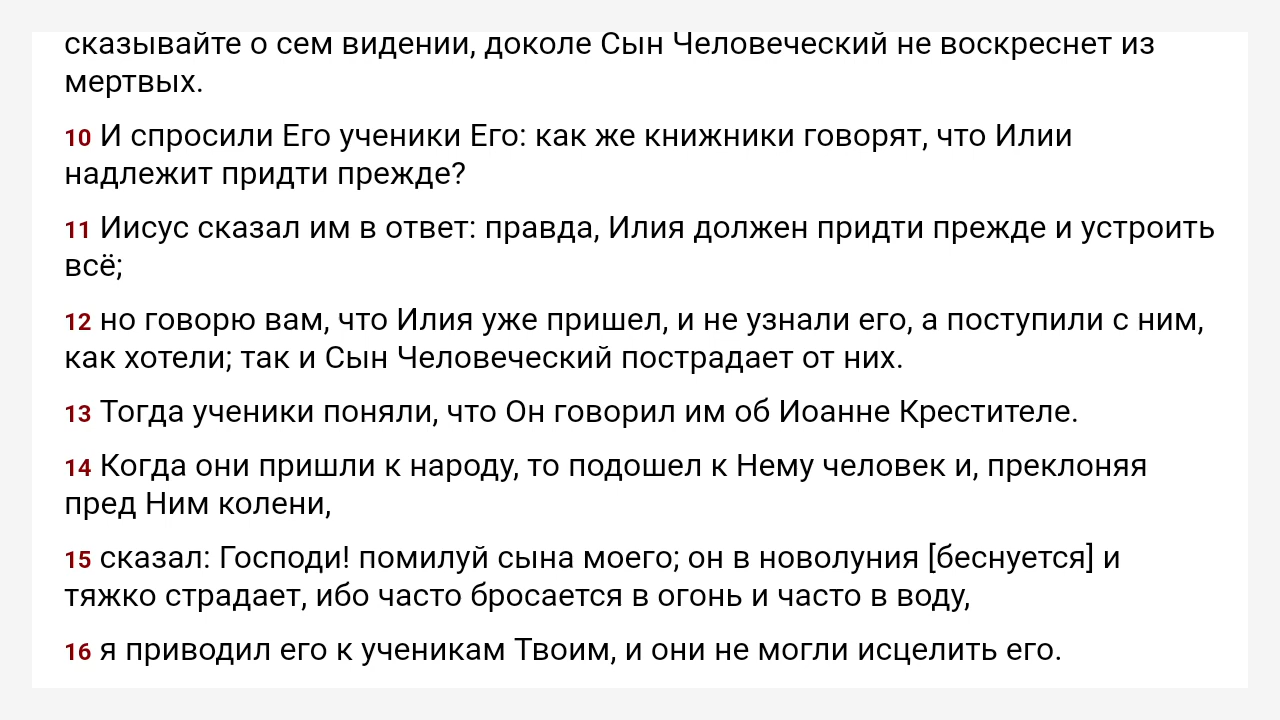 сказывайте о сем видении, доколе Сын Человеческий не воскреснет из
мертвых.
10 И спросили Его ученики Его: как же книжники говорят, что Илии
надлежит придти прежде?
11 Иисус сказал им в ответ: правда, Илия должен придти прежде и устроить
всё;
12 но говорю вам, что Илия уже пришел, и не узнали его, а поступили с ним,
как хотели; так и Сын Человеческий пострадает от них.
13 Тогда ученики поняли, что Он говорил им об Иоанне Крестителе.
14 Когда они пришли к народу, то подошел к Нему человек и, преклоняя
пред Ним колени,
15 сказал: Господи! помилуй сына моего; он в новолуния [беснуется] и
тяжко страдает, ибо часто бросается в огонь и часто в воду,
16 я приводил его к ученикам Твоим, и они не могли исцелить его.